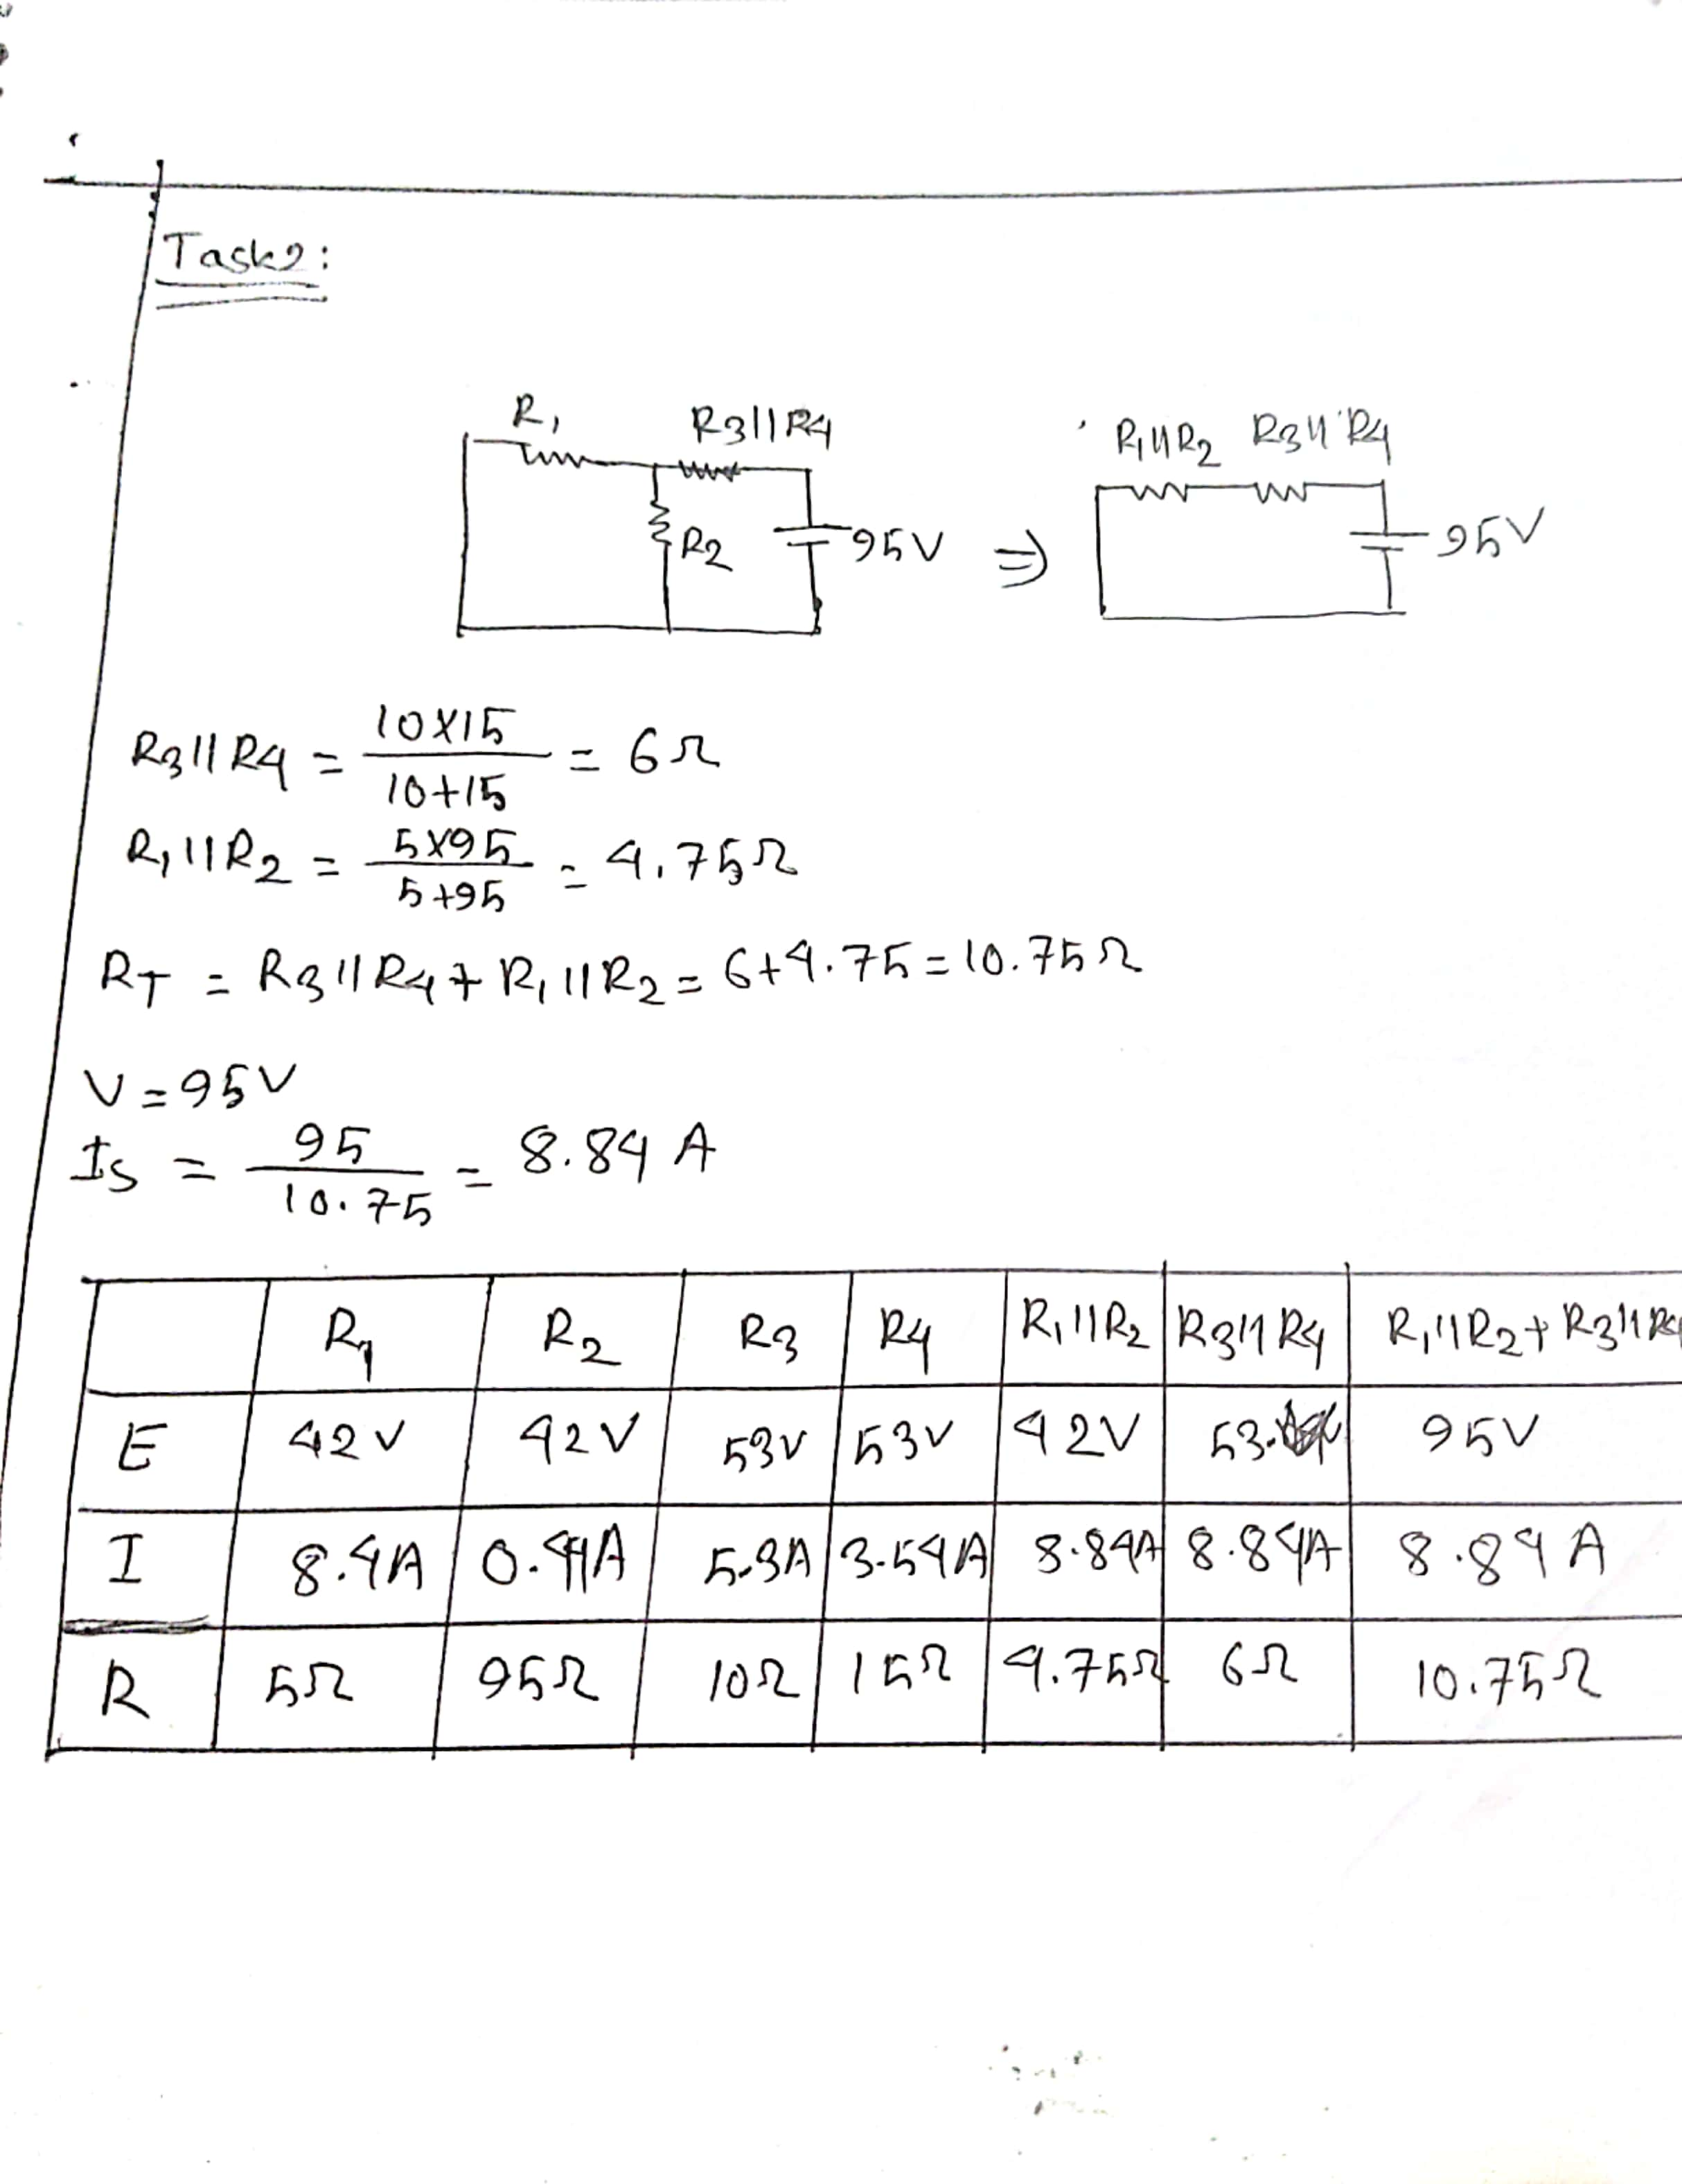 Task2:
R1 R3||R4 R1||R2 R3||R4
R2 95V ⇒ 95V
R3||R4 = 10×15 / 10+15 = 6Ω
R1||R2 = 5×95 / 5+95 = 4.75Ω
RT = R3||R4 + R1||R2 = 6+4.75 = 10.75Ω
V = 95V
Is = 95 / 10.75 = 8.84 A
R1 R2 R3 R4 R1||R2 R3||R4 R1||R2+R3||R4
E 42V 42V 53V 53V 42V 53. 95V
I 8.4A 0.44A 5.3A 3.54A 8.84A 8.84A 8.84 A
R 5Ω 95Ω 10Ω 15Ω 4.75Ω 6Ω 10.75Ω